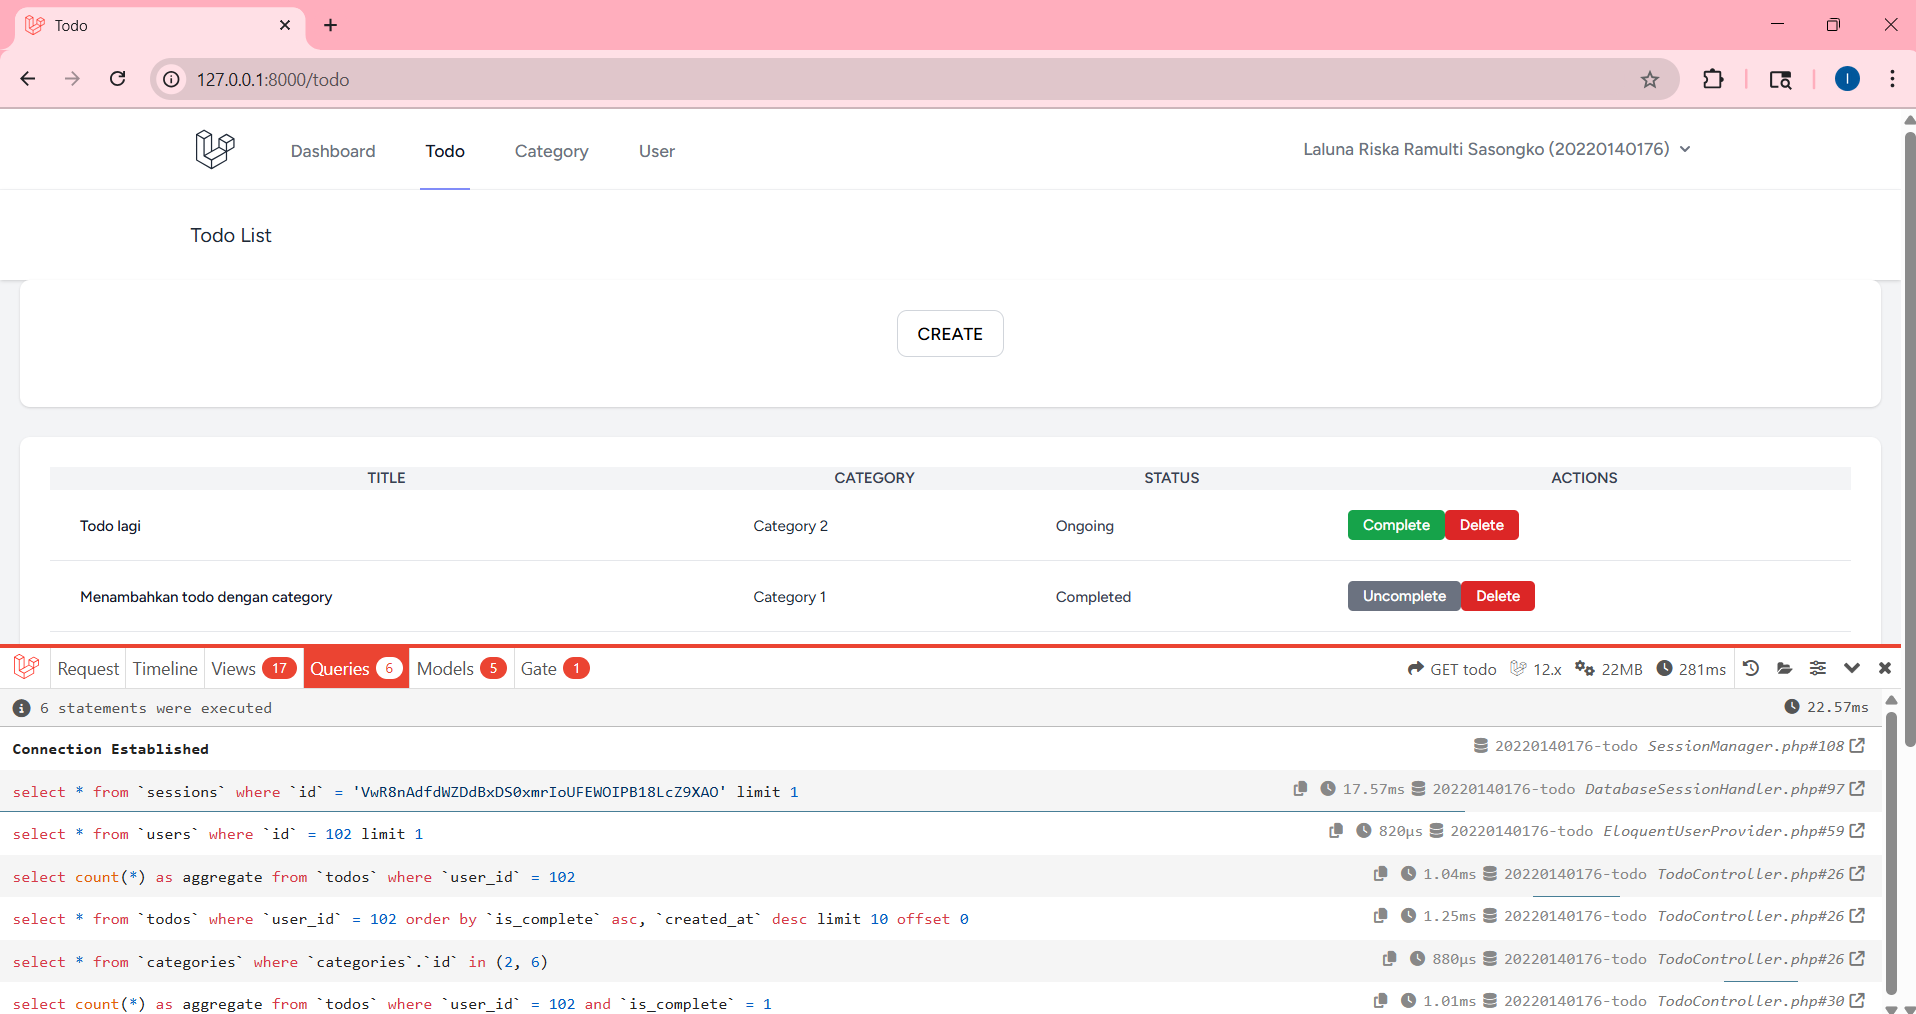 Todo
127.0.0.1:8000/todo
I
Dashboard Todo Category User Laluna Riska Ramulti Sasongko (20220140176)
Todo List
CREATE
TITLE CATEGORY STATUS ACTIONS
Todo lagi Category 2 Ongoing Complete Delete
Menambahkan todo dengan category Category 1 Completed Uncomplete Delete
Request Timeline Views 17 Queries 6 Models 5 Gate 1 GET todo 12.x 22MB 281ms
6 statements were executed 22.57ms
Connection Established 20220140176-todo SessionManager.php#108
select * from `sessions` where `id` = 'VwR8nAdfdWZDdBxDS0xmrIoUFEWOIPB18LcZ9XAO' limit 1 17.57ms 20220140176-todo DatabaseSessionHandler.php#97
select * from `users` where `id` = 102 limit 1 820μs 20220140176-todo EloquentUserProvider.php#59
select count(*) as aggregate from `todos` where `user_id` = 102 1.04ms 20220140176-todo TodoController.php#26
select * from `todos` where `user_id` = 102 order by `is_complete` asc, `created_at` desc limit 10 offset 0 1.25ms 20220140176-todo TodoController.php#26
select * from `categories` where `categories`.`id` in (2, 6) 880μs 20220140176-todo TodoController.php#26
select count(*) as aggregate from `todos` where `user_id` = 102 and `is_complete` = 1 1.01ms 20220140176-todo TodoController.php#30